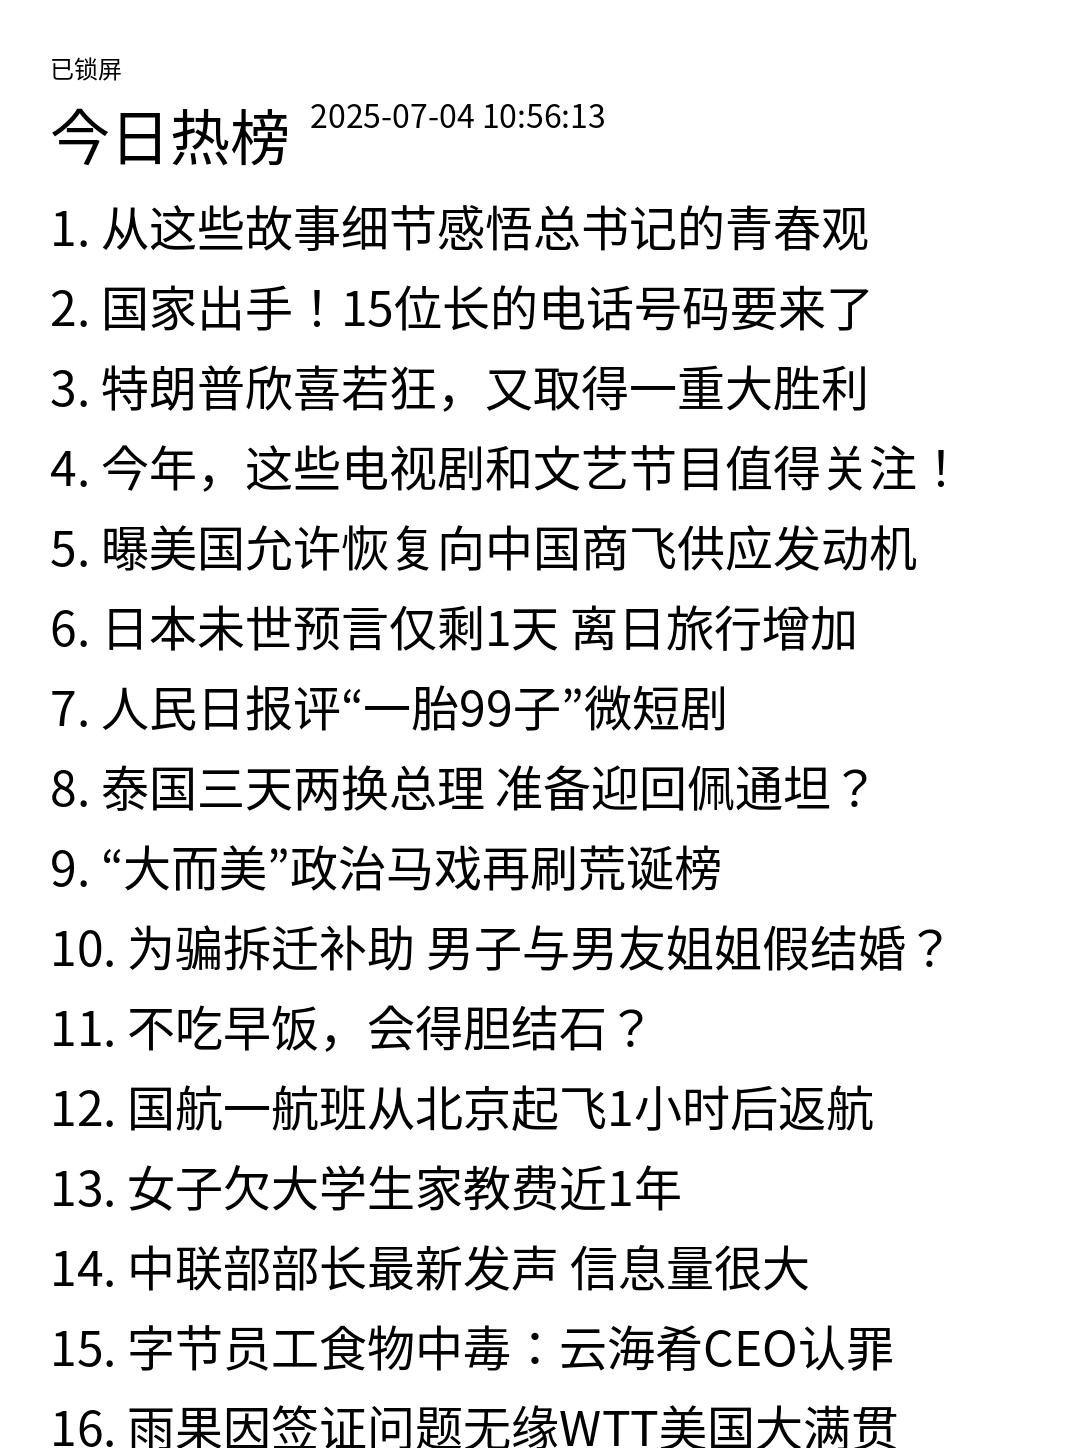 已锁屏
今日热榜 2025-07-04 10:56:13
1. 从这些故事细节感悟总书记的青春观
2. 国家出手！15位长的电话号码要来了
3. 特朗普欣喜若狂，又取得一重大胜利
4. 今年，这些电视剧和文艺节目值得关注！
5. 曝美国允许恢复向中国商飞供应发动机
6. 日本末世预言仅剩1天 离日旅行增加
7. 人民日报评“一胎99子”微短剧
8. 泰国三天两换总理 准备迎回佩通坦？
9. “大而美”政治马戏再刷荒诞榜
10. 为骗拆迁补助 男子与男友姐姐假结婚？
11. 不吃早饭，会得胆结石？
12. 国航一航班从北京起飞1小时后返航
13. 女子欠大学生家教费近1年
14. 中联部部长最新发声 信息量很大
15. 字节员工食物中毒：云海肴CEO认罪
16. 雨果因签证问题无缘WTT美国大满贯